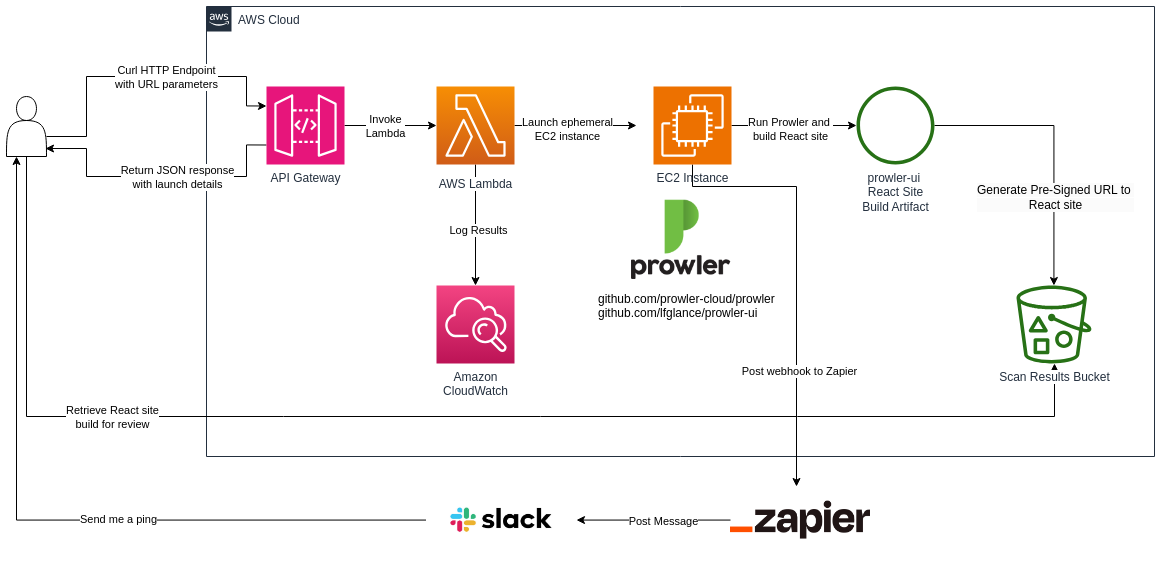 aws
AWS Cloud
Curl HTTP Endpoint
with URL parameters
Return JSON response
with launch details
API Gateway
Invoke
Lambda
AWS Lambda
Launch ephemeral
EC2 instance
EC2 Instance
Run Prowler and
build React site
prowler-ui
React Site
Build Artifact
Generate Pre-Signed URL to
React site
Log Results
prowler
github.com/prowler-cloud/prowler
github.com/lfglance/prowler-ui
Amazon
CloudWatch
Post webhook to Zapier
Scan Results Bucket
Retrieve React site
build for review
Send me a ping
slack
Post Message
_zapier